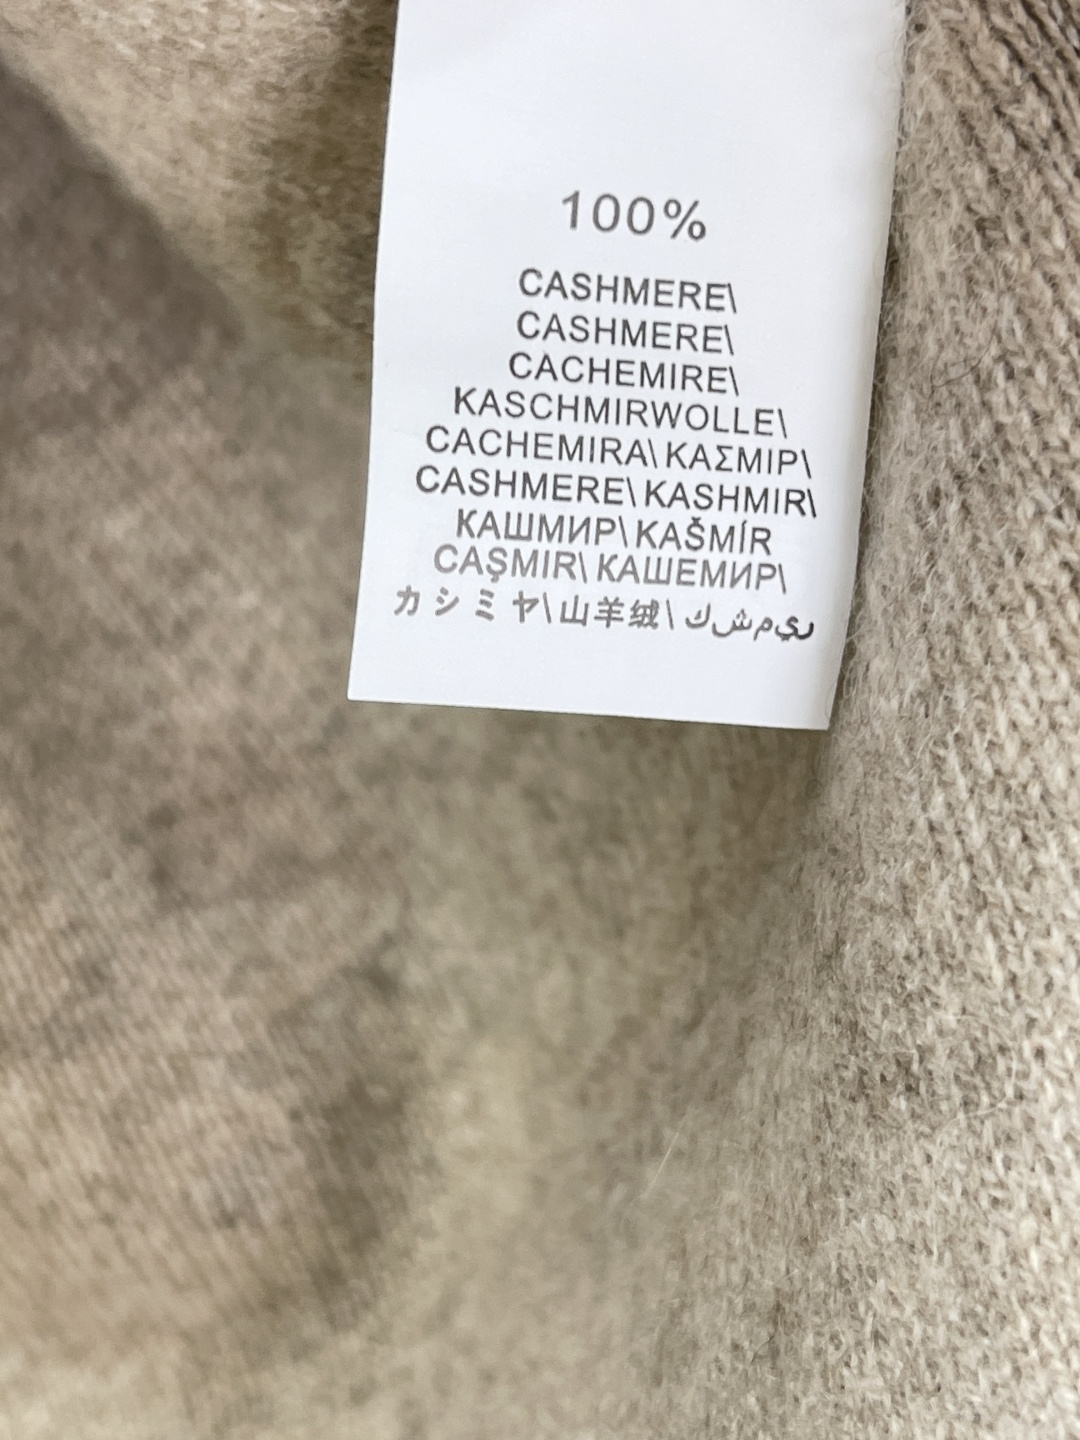 100%
CASHMERE\
CASHMERE\
CACHEMIRE\
KASCHMIRWOLLE\
CACHEMIRA\ ΚΑΣΜΙΡ\
CASHMERE\ KASHMIR\
КАШМИР\ KAŠMÍR
CAŞMIR\ КАШЕМИР\
カシミヤ\山羊绒\ كشميري